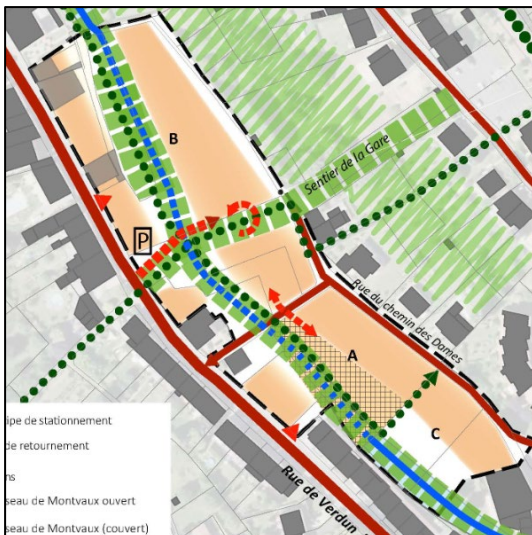 B
Sentier de la Gare
P
Rue du chemin des Dames
A
C
Rue de Verdun
ipe de stationnement
de retournement
ns
seau de Montvaux ouvert
seau de Montvaux (couvert)